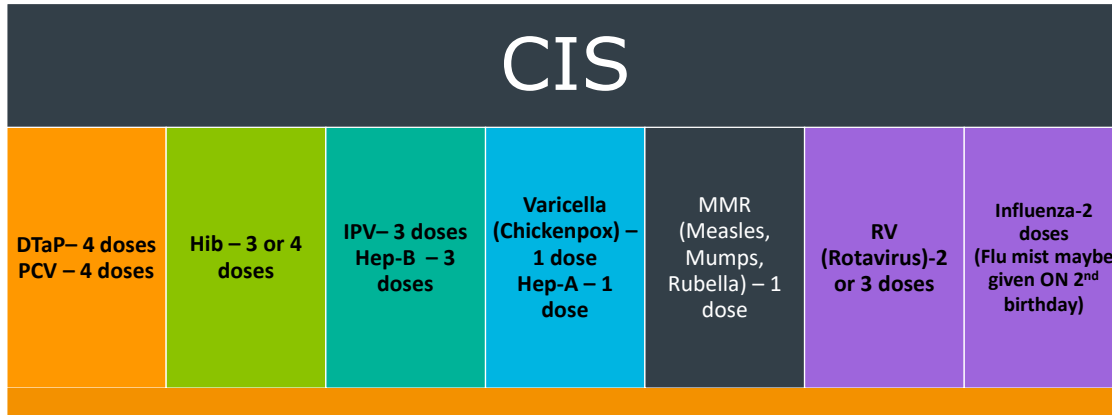 CIS
DTaP– 4 doses
PCV – 4 doses
Hib – 3 or 4
doses
IPV– 3 doses
Hep-B – 3
doses
Varicella
(Chickenpox) –
1 dose
Hep-A – 1
dose
MMR
(Measles,
Mumps,
Rubella) – 1
dose
RV
(Rotavirus)-2
or 3 doses
Influenza-2
doses
(Flu mist maybe
given ON 2nd
birthday)